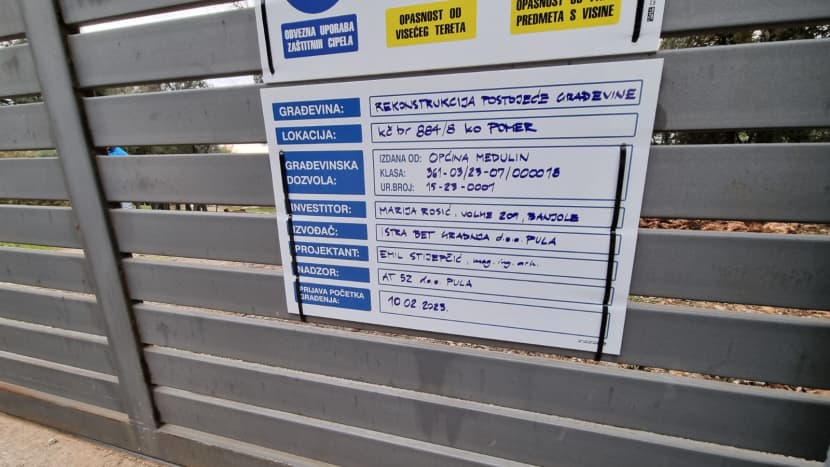 OBVEZNA UPORABA
ZAŠTITNIH CIPELA
OPASNOST OD
VISEĆEG TERETA
OPASNOST OD
PREDMETA S VISINE
GRAĐEVINA: REKONSTRUKCIJA POSTOJEĆE GRAĐEVINE
LOKACIJA: kč br 884/8 ko POMER
GRAĐEVINSKA DOZVOLA:
IZDANA OD: OPĆINA MEDULIN
KLASA: 361-03/23-07/000018
UR.BROJ: 15-23-0001
INVESTITOR: MARIJA ROSIĆ, VOLME 209, BANJOLE
IZVOĐAČ: ISTRA BET GRADNJA d.o.o. PULA
PROJEKTANT: EMIL STIJEPČIĆ, mag. ing. arh.
NADZOR: AT 52 d.o.o. PULA
PRIJAVA POČETKA
GRAĐENJA: 10.02.2023.